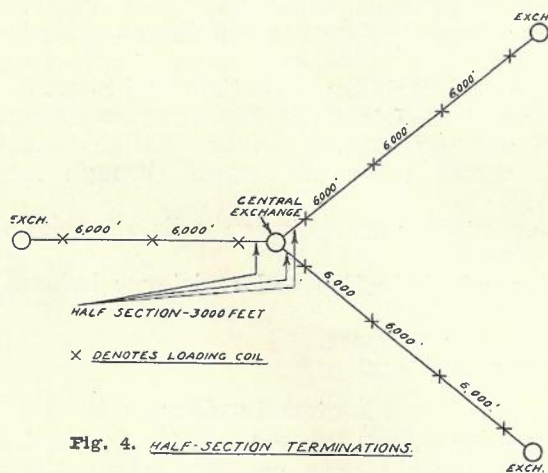 EXCH.
6,000'
6,000'
6,000'
CENTRAL
EXCHANGE
EXCH.
6,000'
6,000'
HALF SECTION-3000 FEET
6,000
6,000'
6,000'
X DENOTES LOADING COIL
Fig. 4. HALF-SECTION TERMINATIONS.
EXCH.